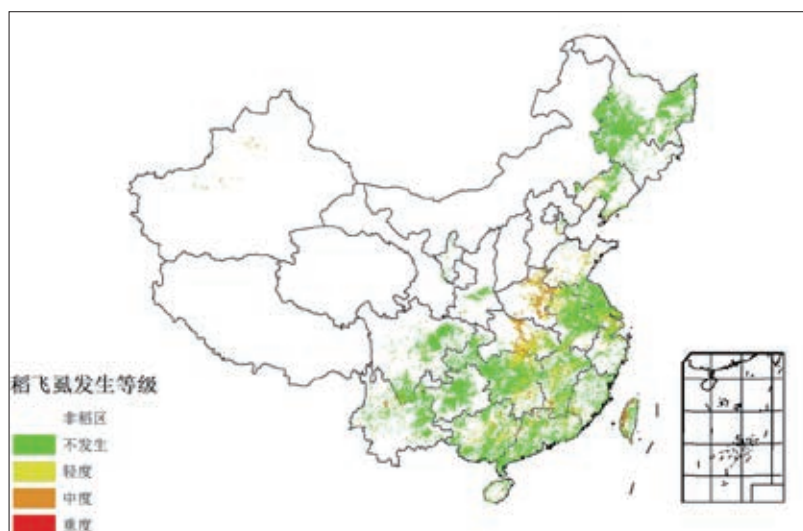 稻飞虱发生等级
非稻区
不发生
轻度
中度
重度